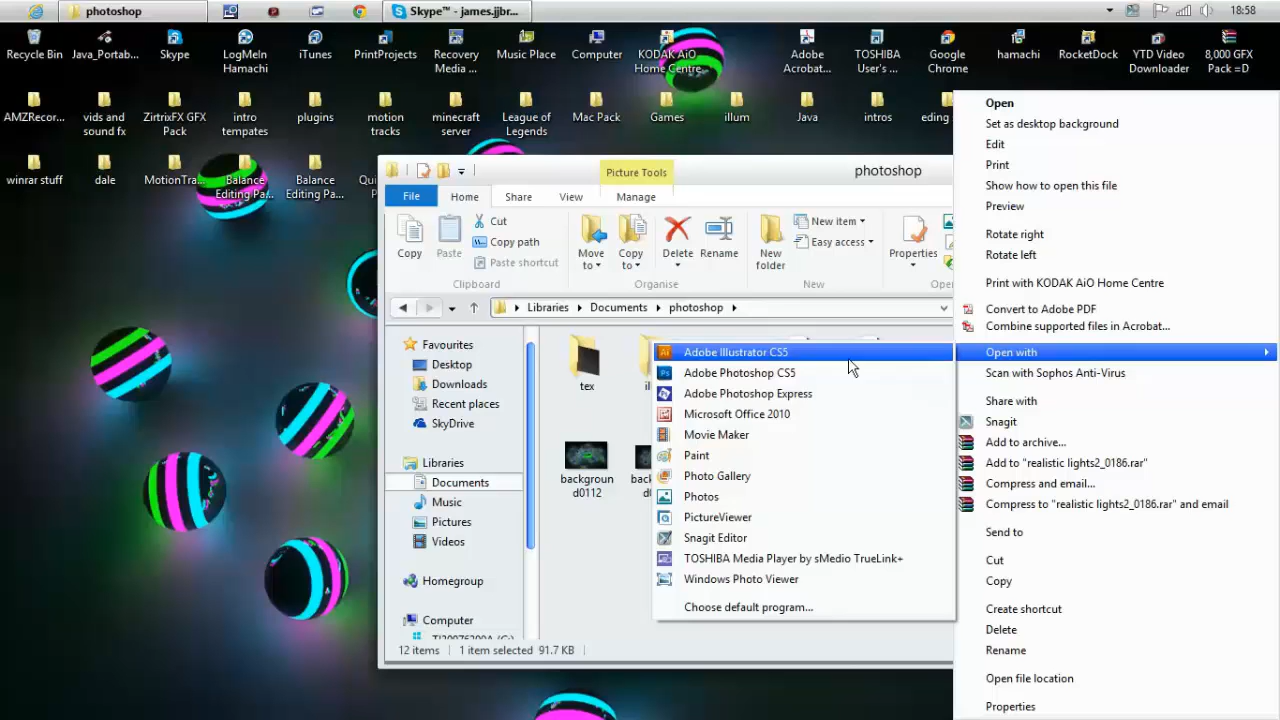 photoshop
Skype™ - james.jjbr...
18:58
Recycle Bin
Java_Portab...
Skype
LogMeIn
Hamachi
iTunes
PrintProjects
Recovery
Media ...
Music Place
Computer
KODAK AiO
Home Centre
Adobe
Acrobat...
TOSHIBA
User's ...
Google
Chrome
hamachi
RocketDock
YTD Video
Downloader
8,000 GFX
Pack =D
AMZRecor...
vids and
sound fx
ZirtrixFX GFX
Pack
intro
templates
plugins
motion
tracks
minecraft
server
League of
Legends
Mac Pack
Games
illum
Java
intros
winrar stuff
dale
MotionTra...
Balance
Editing Pa...
Balance
Editing Pa...
Picture Tools
photoshop
File
Home
Share
View
Manage
Copy
Paste
Cut
Copy path
Paste shortcut
Clipboard
Move
to
Copy
to
Delete
Rename
Organise
New
folder
New item
Easy access
New
Properties
Libraries
Documents
photoshop
Favourites
Desktop
Downloads
Recent places
SkyDrive
Libraries
Documents
Music
Pictures
Videos
Homegroup
Computer
tex
backgroun
d0112
12 items
1 item selected 91.7 KB
Adobe Illustrator CS5
Adobe Photoshop CS5
Adobe Photoshop Express
Microsoft Office 2010
Movie Maker
Paint
Photo Gallery
Photos
PictureViewer
Snagit Editor
TOSHIBA Media Player by sMedio TrueLink+
Windows Photo Viewer
Choose default program...
Open
Set as desktop background
Edit
Print
Show how to open this file
Preview
Rotate right
Rotate left
Print with KODAK AiO Home Centre
Convert to Adobe PDF
Combine supported files in Acrobat...
Open with
Scan with Sophos Anti-Virus
Share with
Snagit
Add to archive...
Add to "realistic lights2_0186.rar"
Compress and email...
Compress to "realistic lights2_0186.rar" and email
Send to
Cut
Copy
Create shortcut
Delete
Rename
Open file location
Properties